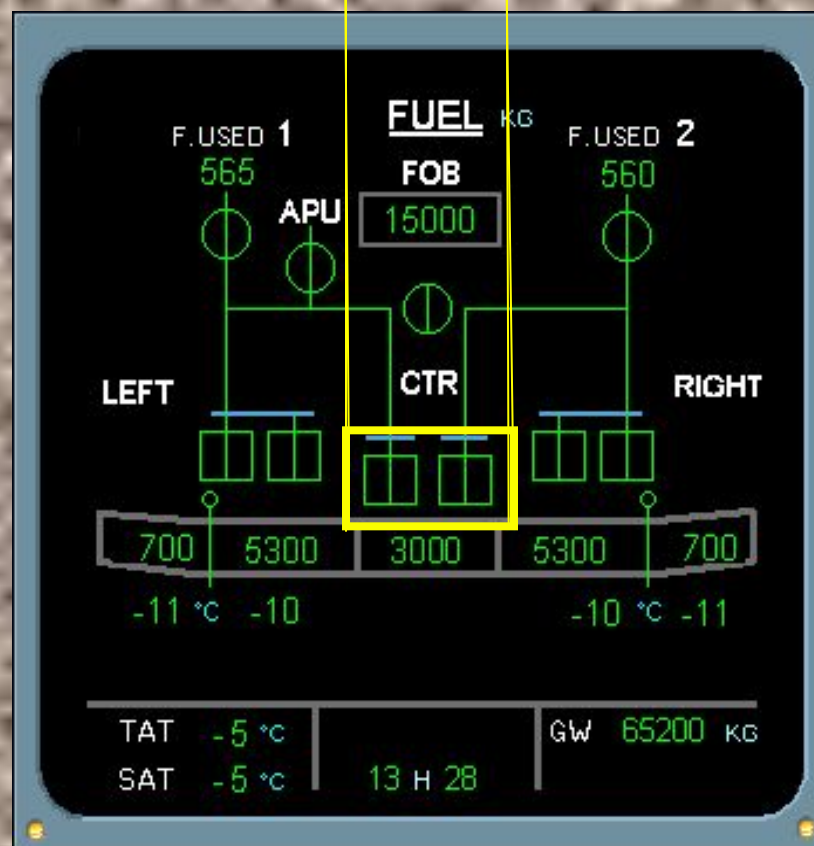 FUEL KG
F.USED 1 F.USED 2
565 FOB 560
APU 15000
LEFT CTR RIGHT
700 5300 3000 5300 700
-11 °C -10 -10 °C -11
TAT -5 °C GW 65200 KG
SAT -5 °C 13 H 28